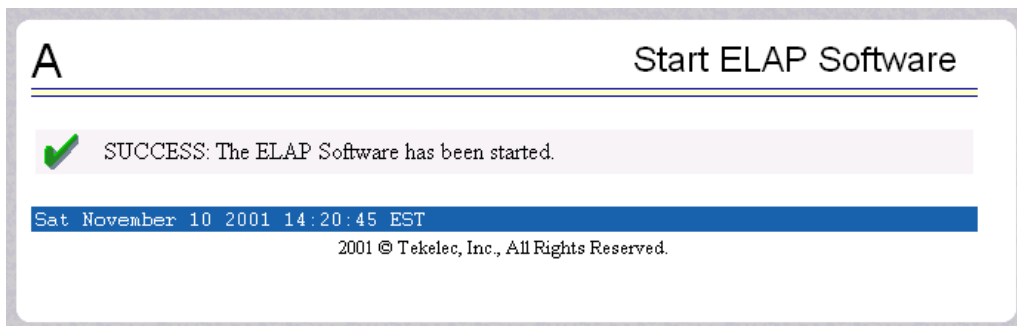 A
Start ELAP Software
SUCCESS: The ELAP Software has been started.
Sat November 10 2001 14:20:45 EST
2001 © Tekelec, Inc., All Rights Reserved.